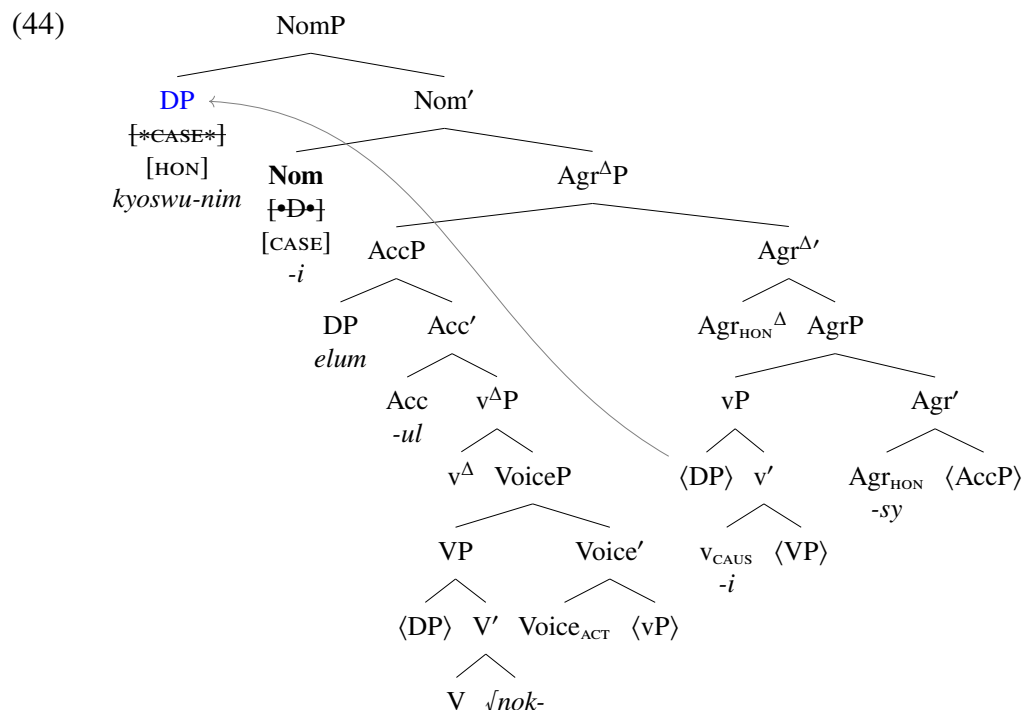 (44) NomP
DP Nom′
[∗CASE∗]
[HON]
kyoswu-nim
Nom Agr^ΔP
[•D•]
[CASE]
-i
AccP Agr^Δ′
DP Acc′ Agr_HON^Δ AgrP
elum
Acc v^ΔP vP Agr′
-ul
v^Δ VoiceP ⟨DP⟩ v′ Agr_HON ⟨AccP⟩
-sy
VP Voice′ v_CAUS ⟨VP⟩
-i
⟨DP⟩ V′ Voice_ACT ⟨vP⟩
V √nok-